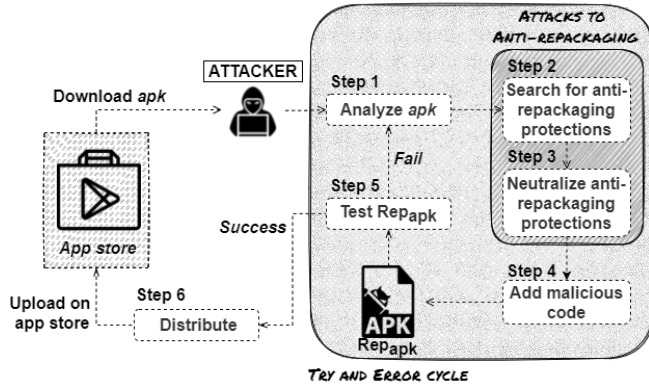 ATTACKS TO
ANTI-REPACKAGING
ATTACKER
Download apk
Step 1
Analyze apk
Step 2
Search for anti-
repackaging
protections
Step 3
Neutralize anti-
repackaging
protections
Fail
Step 5
Test Repapk
Success
App store
Step 4
Add malicious
code
APK
Repapk
Step 6
Distribute
Upload on
app store
TRY AND ERROR CYCLE